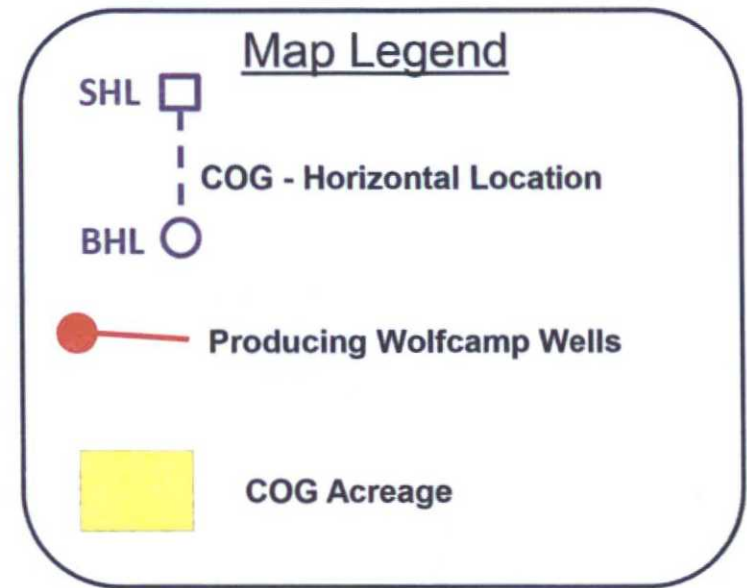 Map Legend
SHL
COG - Horizontal Location
BHL
Producing Wolfcamp Wells
COG Acreage